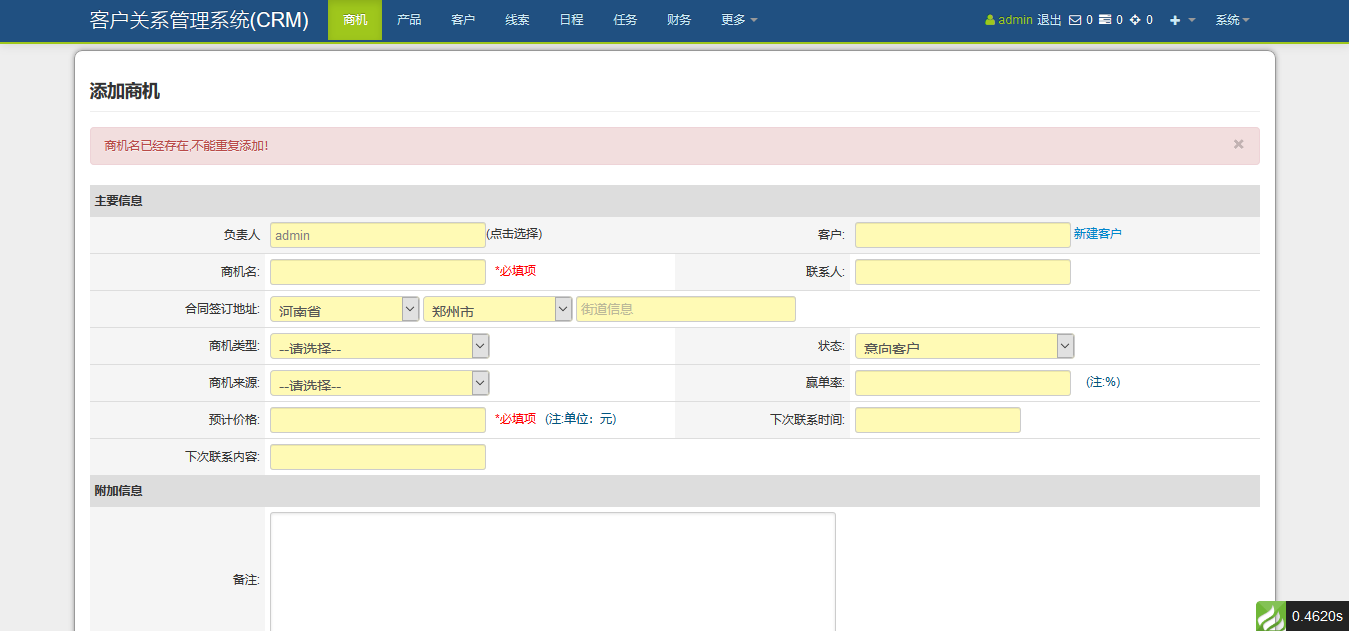 客户关系管理系统(CRM) 商机 产品 客户 线索 日程 任务 财务 更多 admin 退出 0 0 0 系统
添加商机
商机名已经存在,不能重复添加! ×
主要信息
负责人 admin (点击选择) 客户: 新建客户
商机名: *必填项 联系人:
合同签订地址: 河南省 郑州市 街道信息
商机类型: --请选择-- 状态: 意向客户
商机来源: --请选择-- 赢单率: (注:%)
预计价格: *必填项 (注:单位：元) 下次联系时间:
下次联系内容:
附加信息
备注:
0.4620s